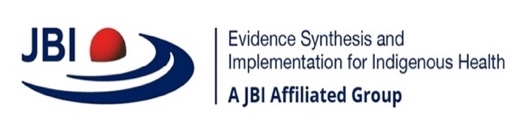 JBI
Evidence Synthesis and
Implementation for Indigenous Health
A JBI Affiliated Group